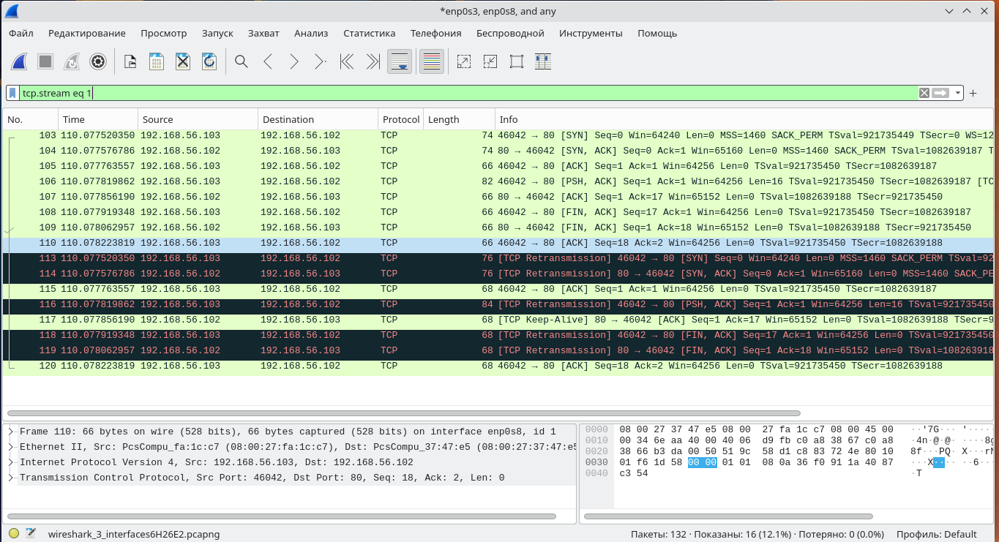 *enp0s3, enp0s8, and any
Файл Редактирование Просмотр Запуск Захват Анализ Статистика Телефония Беспроводной Инструменты Помощь
tcp.stream eq 1
No. Time Source Destination Protocol Length Info
103 110.077520350 192.168.56.103 192.168.56.102 TCP 74 46042 → 80 [SYN] Seq=0 Win=64240 Len=0 MSS=1460 SACK_PERM TSval=921735449 TSecr=0 WS=12
104 110.077576786 192.168.56.102 192.168.56.103 TCP 74 80 → 46042 [SYN, ACK] Seq=0 Ack=1 Win=65160 Len=0 MSS=1460 SACK_PERM TSval=1082639187 T
105 110.077763557 192.168.56.103 192.168.56.102 TCP 66 46042 → 80 [ACK] Seq=1 Ack=1 Win=64256 Len=0 TSval=921735450 TSecr=1082639187
106 110.077819862 192.168.56.103 192.168.56.102 TCP 82 46042 → 80 [PSH, ACK] Seq=1 Ack=1 Win=64256 Len=16 TSval=921735450 TSecr=1082639187 [TC
107 110.077856190 192.168.56.102 192.168.56.103 TCP 66 80 → 46042 [ACK] Seq=1 Ack=17 Win=65152 Len=0 TSval=1082639188 TSecr=921735450
108 110.077919348 192.168.56.103 192.168.56.102 TCP 66 46042 → 80 [FIN, ACK] Seq=17 Ack=1 Win=64256 Len=0 TSval=921735450 TSecr=1082639187
109 110.078062957 192.168.56.102 192.168.56.103 TCP 66 80 → 46042 [FIN, ACK] Seq=1 Ack=18 Win=65152 Len=0 TSval=1082639188 TSecr=921735450
110 110.078223819 192.168.56.103 192.168.56.102 TCP 66 46042 → 80 [ACK] Seq=18 Ack=2 Win=64256 Len=0 TSval=921735450 TSecr=1082639188
113 110.077520350 192.168.56.103 192.168.56.102 TCP 76 [TCP Retransmission] 46042 → 80 [SYN] Seq=0 Win=64240 Len=0 MSS=1460 SACK_PERM TSval=92
114 110.077576786 192.168.56.102 192.168.56.103 TCP 76 [TCP Retransmission] 80 → 46042 [SYN, ACK] Seq=0 Ack=1 Win=65160 Len=0 MSS=1460 SACK_PE
115 110.077763557 192.168.56.103 192.168.56.102 TCP 68 46042 → 80 [ACK] Seq=1 Ack=1 Win=64256 Len=0 TSval=921735450 TSecr=1082639187
116 110.077819862 192.168.56.103 192.168.56.102 TCP 84 [TCP Retransmission] 46042 → 80 [PSH, ACK] Seq=1 Ack=1 Win=64256 Len=16 TSval=921735450
117 110.077856190 192.168.56.102 192.168.56.103 TCP 68 [TCP Keep-Alive] 80 → 46042 [ACK] Seq=1 Ack=17 Win=65152 Len=0 TSval=1082639188 TSecr=9
118 110.077919348 192.168.56.103 192.168.56.102 TCP 68 [TCP Retransmission] 46042 → 80 [FIN, ACK] Seq=17 Ack=1 Win=64256 Len=0 TSval=921735450
119 110.078062957 192.168.56.102 192.168.56.103 TCP 68 [TCP Retransmission] 80 → 46042 [FIN, ACK] Seq=1 Ack=18 Win=65152 Len=0 TSval=108263918
120 110.078223819 192.168.56.103 192.168.56.102 TCP 68 46042 → 80 [ACK] Seq=18 Ack=2 Win=64256 Len=0 TSval=921735450 TSecr=1082639188
Frame 110: 66 bytes on wire (528 bits), 66 bytes captured (528 bits) on interface enp0s8, id 1
Ethernet II, Src: PcsCompu_fa:1c:c7 (08:00:27:fa:1c:c7), Dst: PcsCompu_37:47:e5 (08:00:27:37:47:e5
Internet Protocol Version 4, Src: 192.168.56.103, Dst: 192.168.56.102
Transmission Control Protocol, Src Port: 46042, Dst Port: 80, Seq: 18, Ack: 2, Len: 0
0000 08 00 27 37 47 e5 08 00 27 fa 1c c7 08 00 45 00 ··'7G··· '·····
0010 00 34 6e aa 40 00 40 06 d9 fb c0 a8 38 67 c0 a8 ·4n·@·@· ····8g
0020 38 66 b3 da 00 50 51 9c 58 d1 c8 83 72 4e 80 10 8f···PQ· X···rN
0030 01 f6 1d 58 00 00 01 01 08 0a 36 f0 91 1a 40 87 ···X···· ··6···
0040 c3 54 ·T
wireshark_3_interfaces6H26E2.pcapng
Пакеты: 132 · Показаны: 16 (12.1%) · Потеряно: 0 (0.0%) Профиль: Default